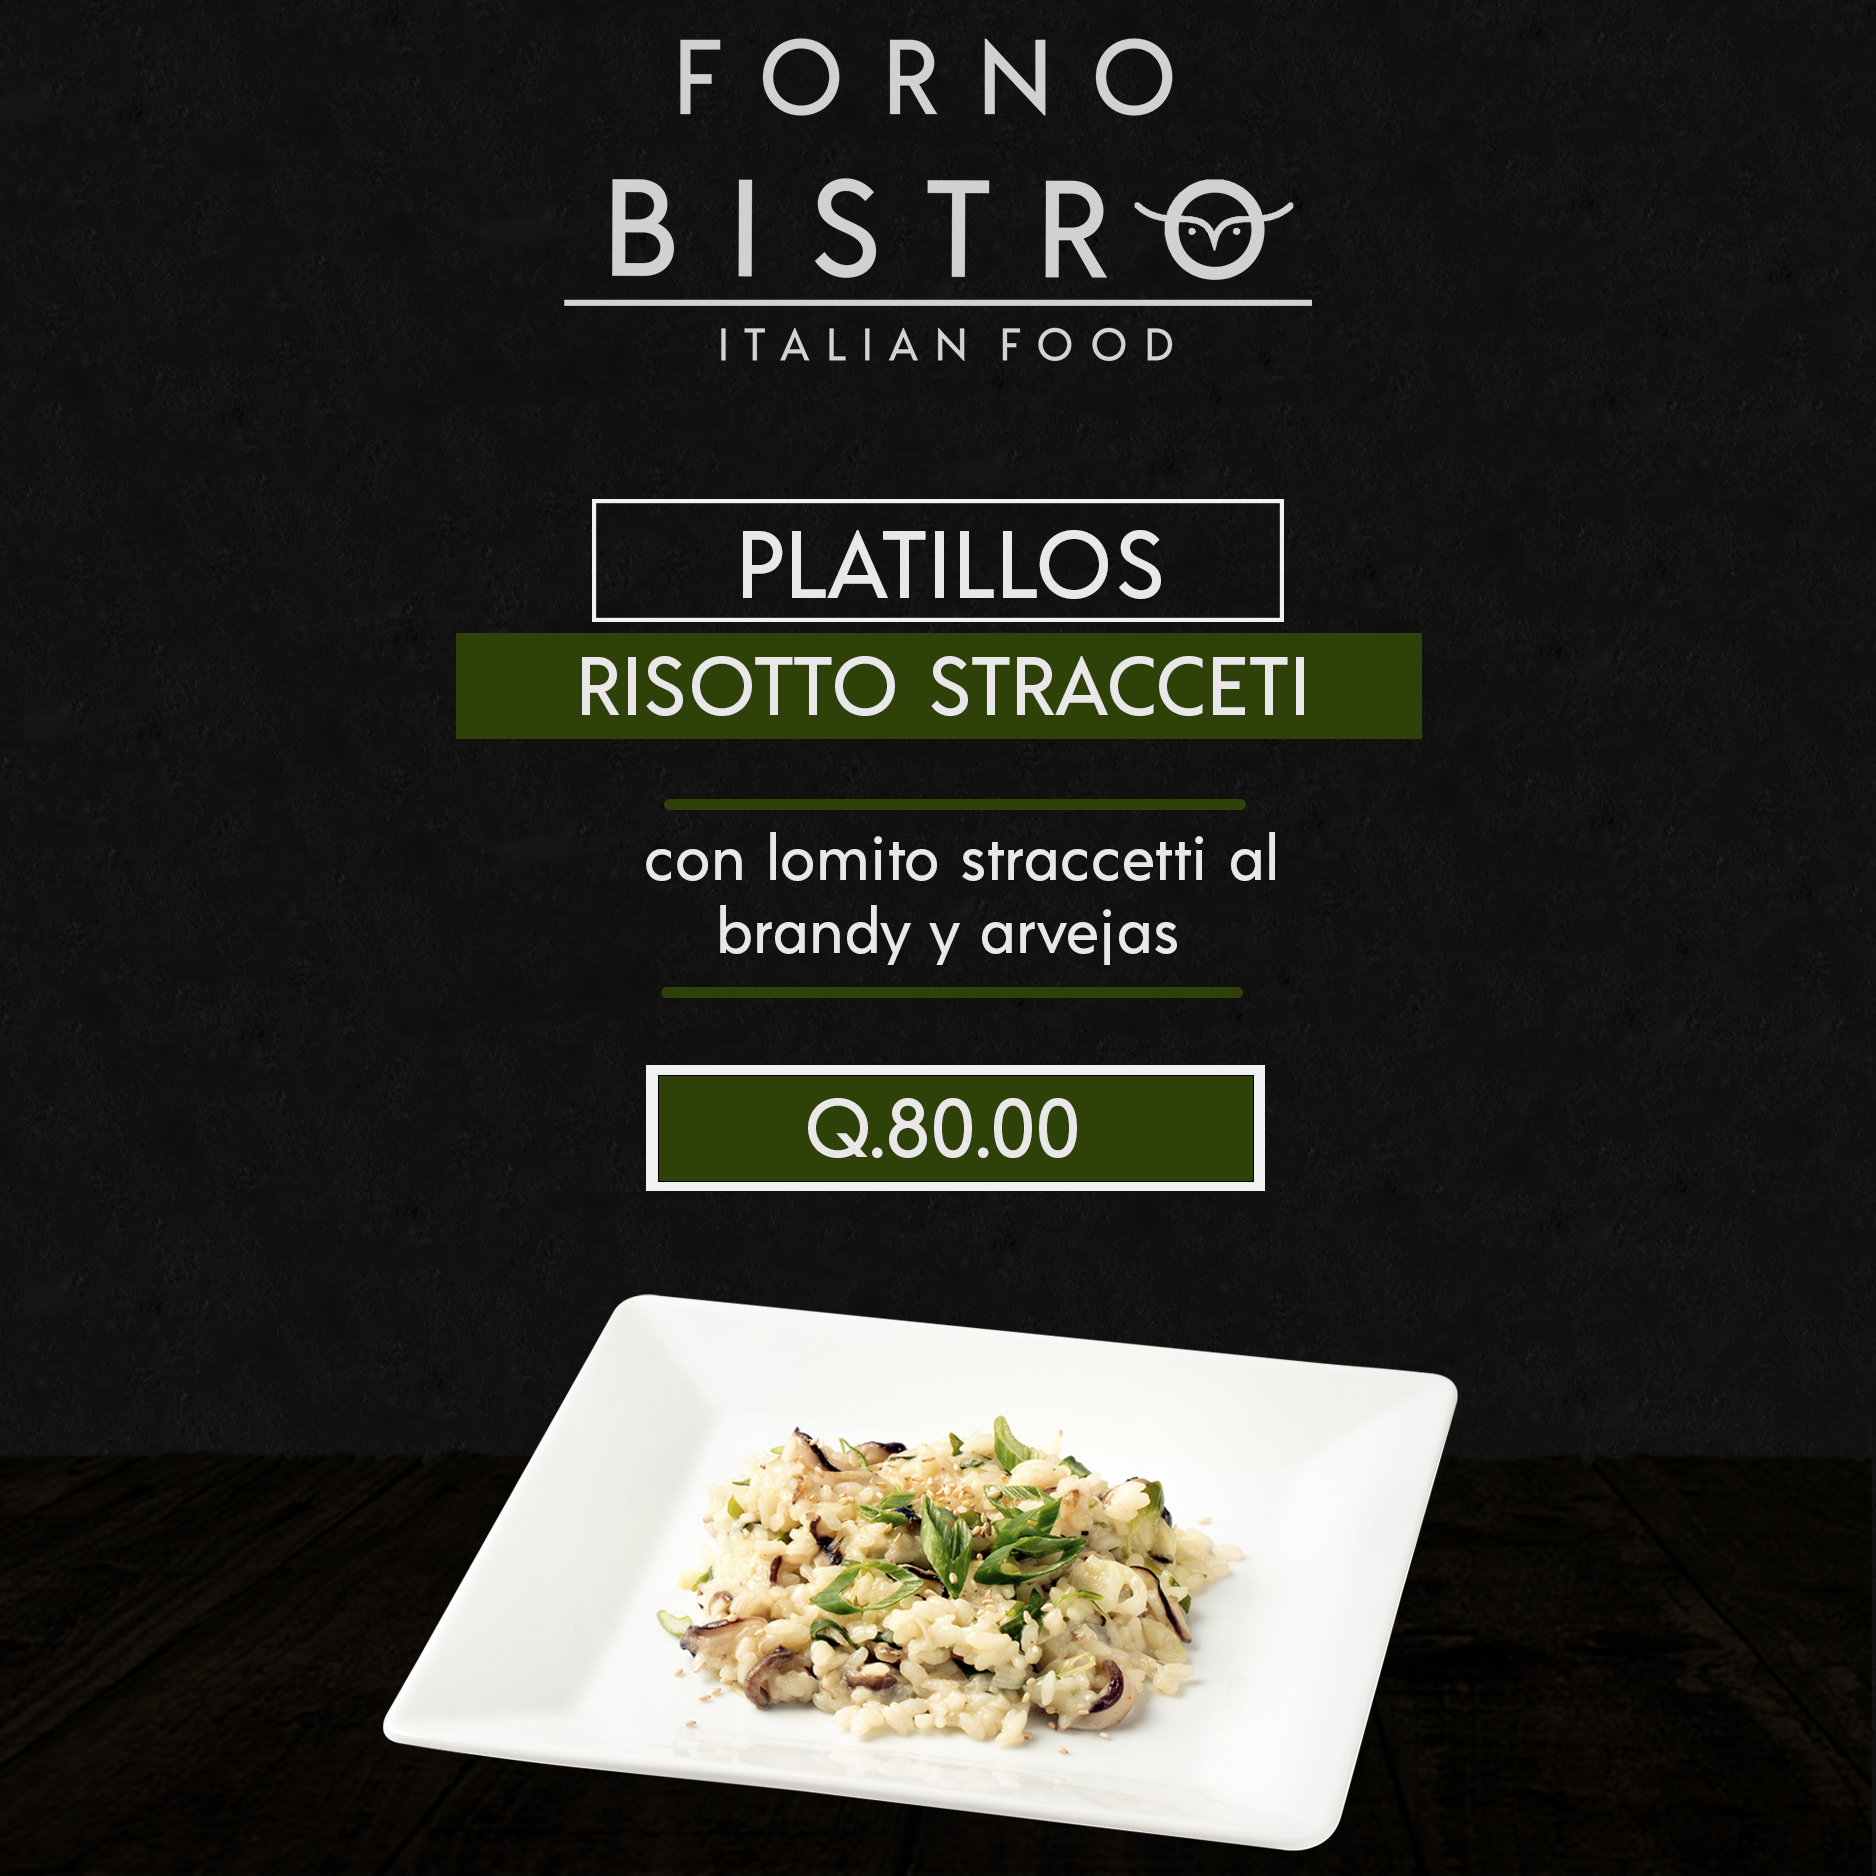 FORNO
BISTRO
ITALIAN FOOD
PLATILLOS
RISOTTO STRACCETI
con lomito straccetti al
brandy y arvejas
Q.80.00